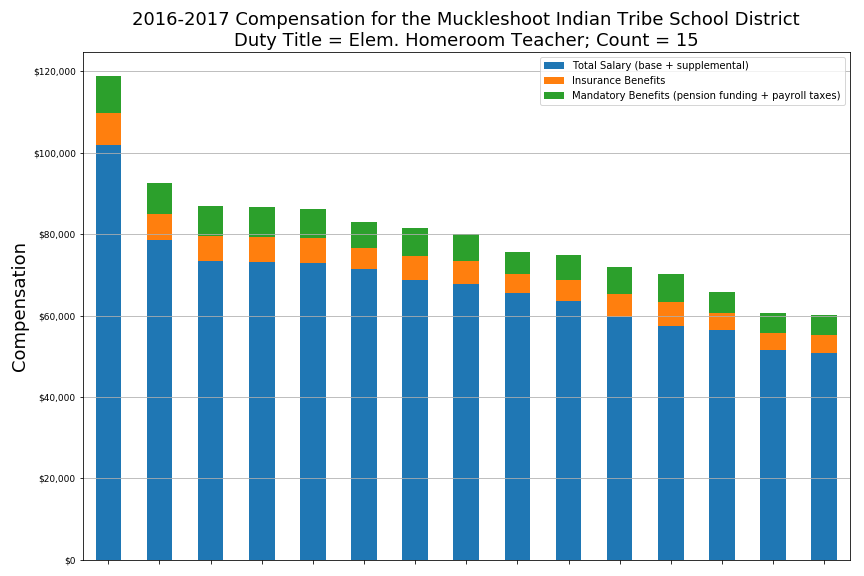 2016-2017 Compensation for the Muckleshoot Indian Tribe School District
Duty Title = Elem. Homeroom Teacher; Count = 15
Total Salary (base + supplemental)
Insurance Benefits
Mandatory Benefits (pension funding + payroll taxes)
Compensation
$120,000
$100,000
$80,000
$60,000
$40,000
$20,000
$0